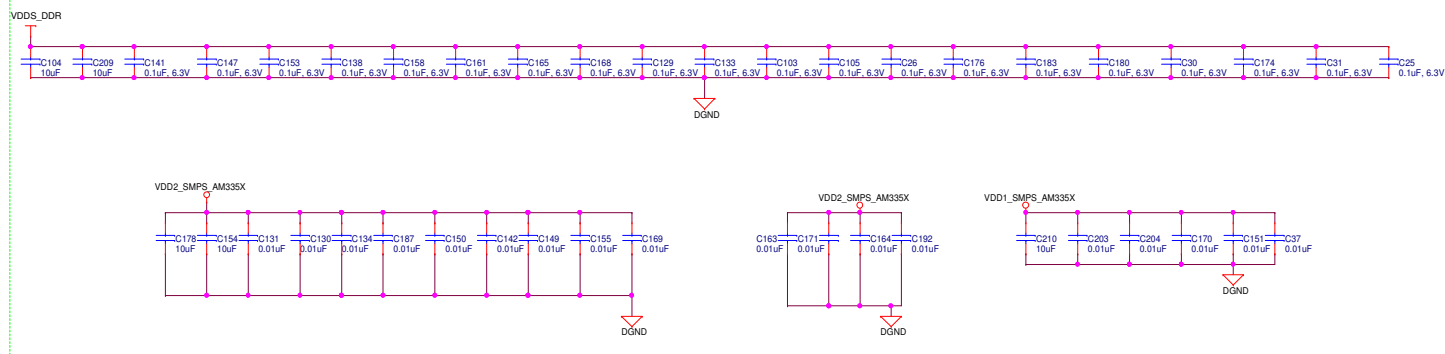 VDDS_DDR
C104 C209 C141 C147 C153 C138 C158 C161 C165 C168 C129 C133 C103 C105 C26 C176 C183 C180 C30 C174 C31 C25
10uF 10uF 0.1uF, 6.3V 0.1uF, 6.3V 0.1uF, 6.3V 0.1uF, 6.3V 0.1uF, 6.3V 0.1uF, 6.3V 0.1uF, 6.3V 0.1uF, 6.3V 0.1uF, 6.3V 0.1uF, 6.3V 0.1uF, 6.3V 0.1uF, 6.3V 0.1uF, 6.3V 0.1uF, 6.3V 0.1uF, 6.3V 0.1uF, 6.3V 0.1uF, 6.3V 0.1uF, 6.3V 0.1uF, 6.3V 0.1uF, 6.3V
DGND
VDD2_SMPS_AM335X
C178 C154 C131 C130 C134 C187 C150 C142 C149 C155 C169
10uF 10uF 0.01uF 0.01uF 0.01uF 0.01uF 0.01uF 0.01uF 0.01uF 0.01uF 0.01uF
DGND
VDD2_SMPS_AM335X
C163 C171 C164 C192
0.01uF 0.01uF 0.01uF 0.01uF
DGND
VDD1_SMPS_AM335X
C210 C203 C204 C170 C151 C37
10uF 0.01uF 0.01uF 0.01uF 0.01uF 0.01uF
DGND